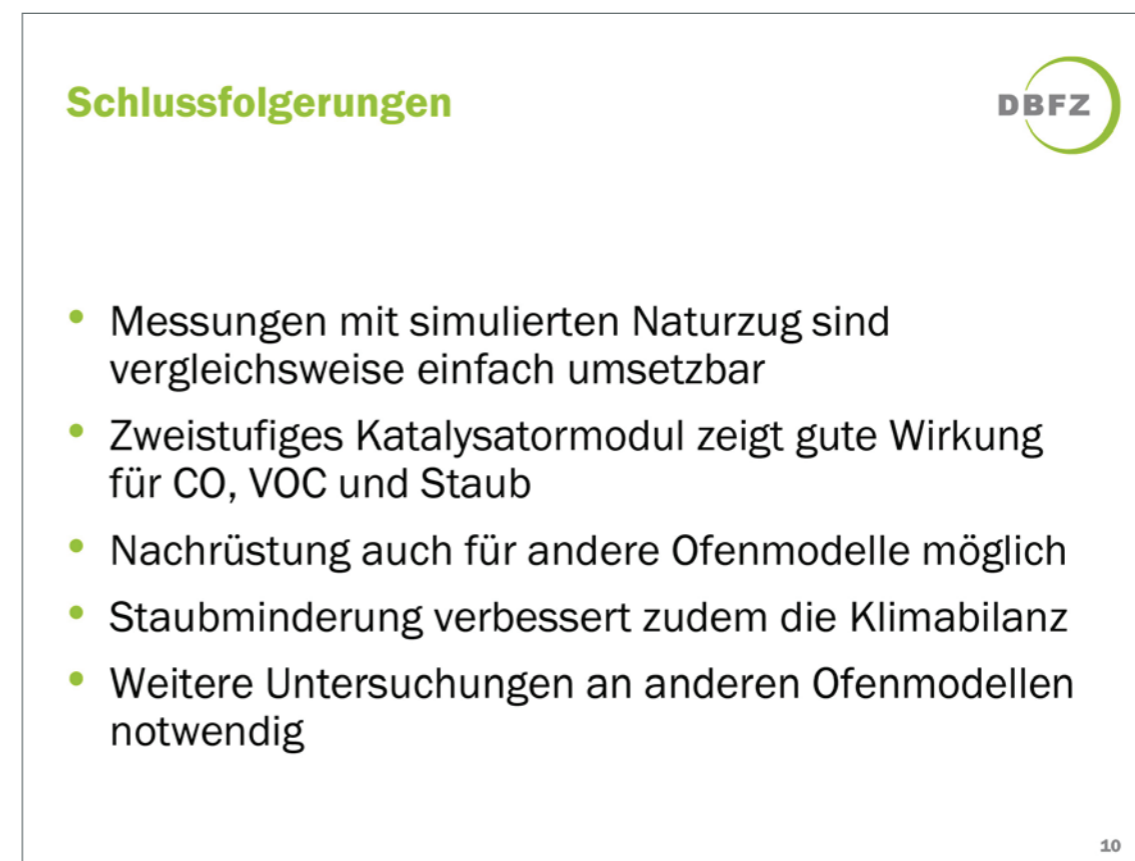 Schlussfolgerungen
DBFZ
• Messungen mit simulierten Naturzug sind
vergleichsweise einfach umsetzbar
• Zweistufiges Katalysatormodul zeigt gute Wirkung
für CO, VOC und Staub
• Nachrüstung auch für andere Ofenmodelle möglich
• Staubminderung verbessert zudem die Klimabilanz
• Weitere Untersuchungen an anderen Ofenmodellen
notwendig
10